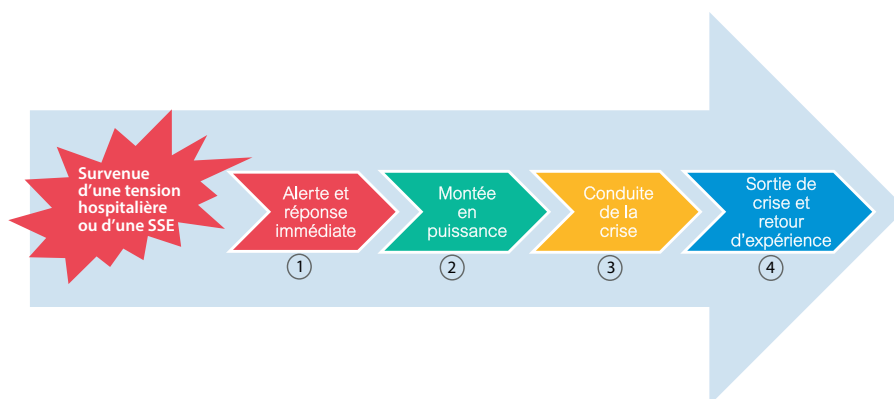 Survenue
d'une tension
hospitalière
ou d'une SSE
Alerte et
réponse
immédiate
Montée
en
puissance
Conduite
de la
crise
Sortie de
crise et
retour
d'expérience
1
2
3
4